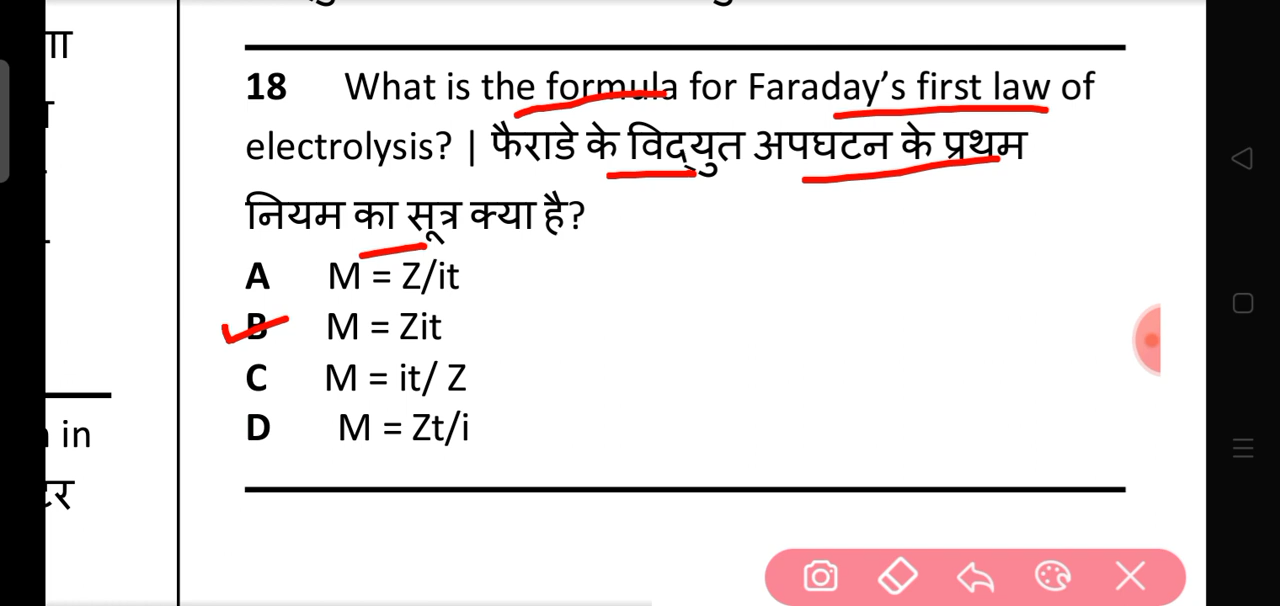 18 What is the formula for Faraday’s first law of
electrolysis? | फैराडे के विद्युत अपघटन के प्रथम
नियम का सूत्र क्या है?
A M = Z/it
B M = Zit
C M = it/ Z
D M = Zt/i
in